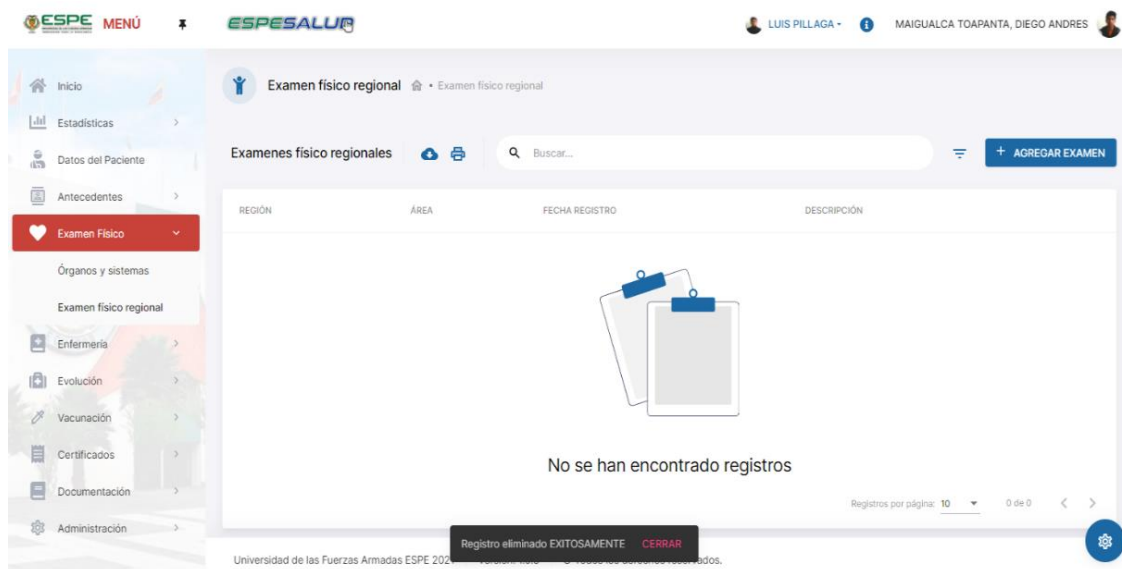 ESPE MENÚ ESPESALUD LUIS PILLAGA MAIGUALCA TOAPANTA, DIEGO ANDRES
Inicio
Estadísticas
Datos del Paciente
Antecedentes
Examen Físico
Órganos y sistemas
Examen físico regional
Enfermería
Evolución
Vacunación
Certificados
Documentación
Administración
Examen físico regional • Examen físico regional
Examenes físico regionales Buscar... + AGREGAR EXAMEN
REGIÓN ÁREA FECHA REGISTRO DESCRIPCIÓN
No se han encontrado registros
Registros por página: 10 0 de 0
Registro eliminado EXITOSAMENTE CERRAR
Universidad de las Fuerzas Armadas ESPE